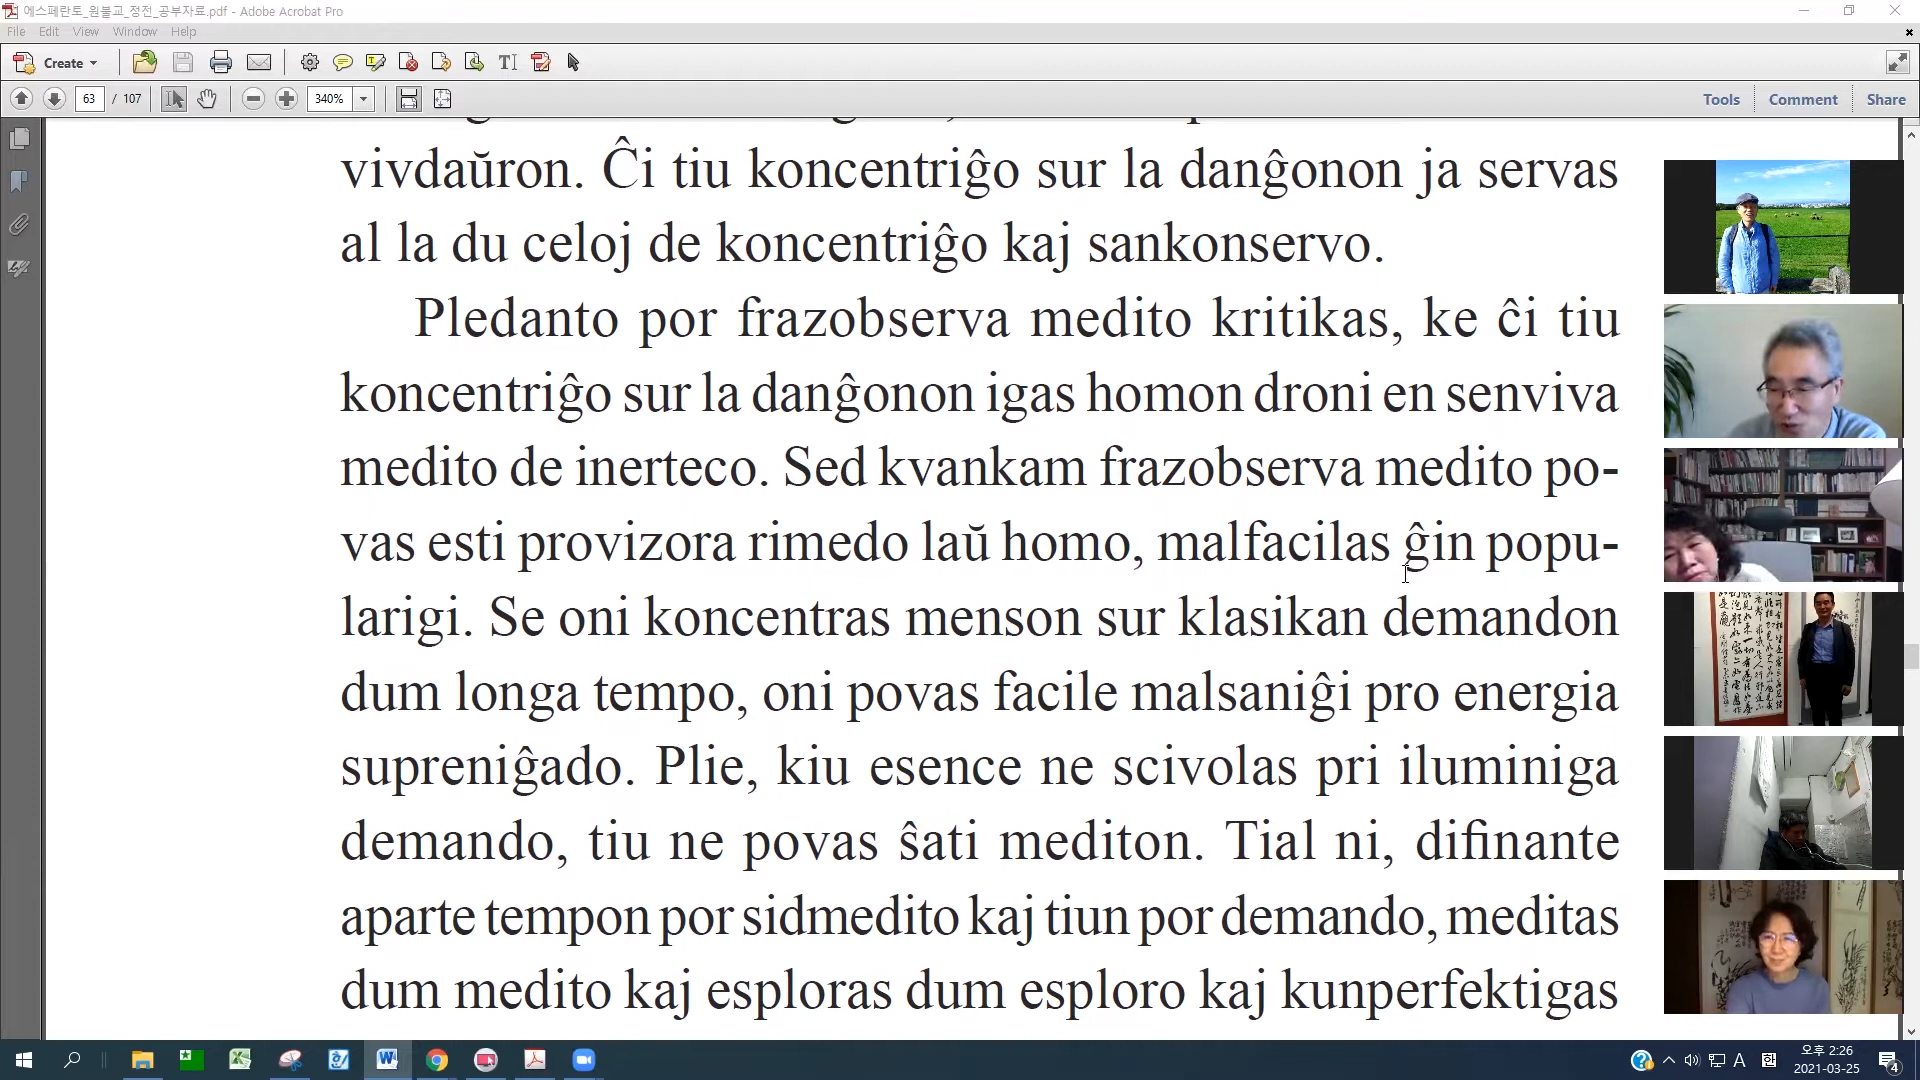 에스페란토_원불교_정전_공부자료.pdf - Adobe Acrobat Pro
File Edit View Window Help
Create
63 / 107
340%
Tools Comment Share
vivdaŭron. Ĉi tiu koncentriĝo sur la danĝonon ja servas
al la du celoj de koncentriĝo kaj sankonservo.
Pledanto por frazobserva medito kritikas, ke ĉi tiu
koncentriĝo sur la danĝonon igas homon droni en senviva
medito de inerteco. Sed kvankam frazobserva medito po-
vas esti provizora rimedo laŭ homo, malfacilas ĝin popu-
larigi. Se oni koncentras menson sur klasikan demandon
dum longa tempo, oni povas facile malsaniĝi pro energia
supreniĝado. Plie, kiu esence ne scivolas pri iluminiga
demando, tiu ne povas ŝati mediton. Tial ni, difinante
aparte tempon por sidmedito kaj tiun por demando, meditas
dum medito kaj esploras dum esploro kaj kunperfektigas
A 한
오후 2:26
2021-03-25
4